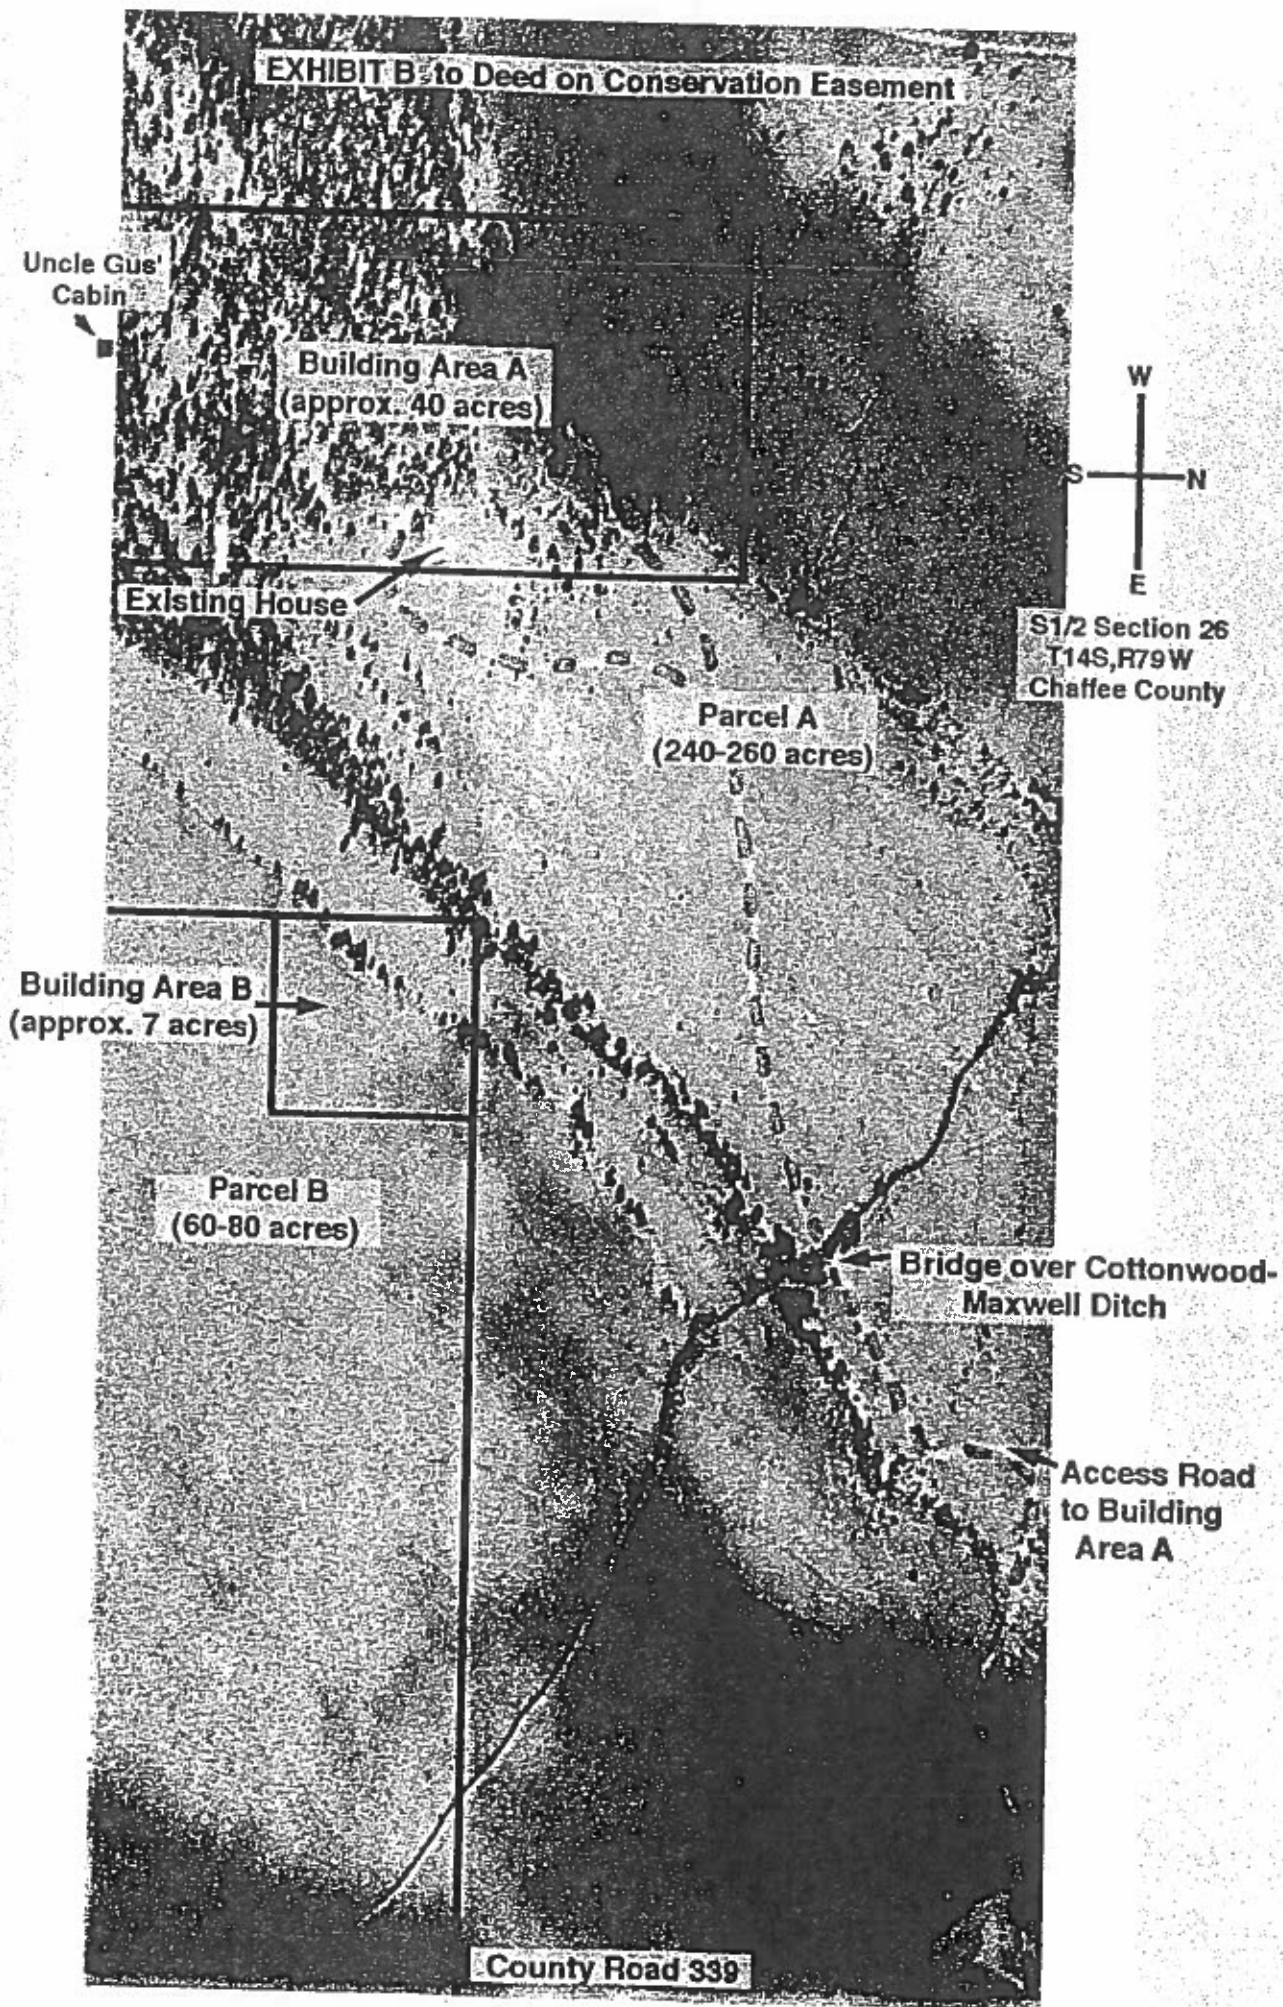 EXHIBIT B to Deed on Conservation Easement
Uncle Gus'
Cabin
Building Area A
(approx. 40 acres)
W
S
N
E
Existing House
S1/2 Section 26
T14S,R79W
Chaffee County
Parcel A
(240-260 acres)
Building Area B
(approx. 7 acres)
Parcel B
(60-80 acres)
Bridge over Cottonwood-
Maxwell Ditch
Access Road
to Building
Area A
County Road 339